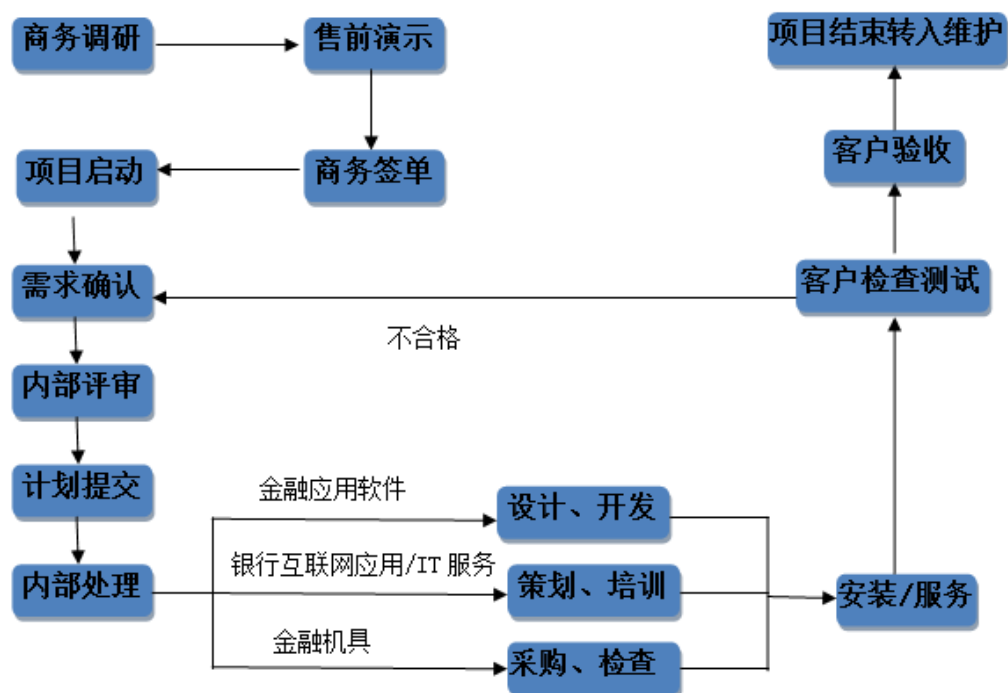 商务调研
售前演示
项目结束转入维护
客户验收
项目启动
商务签单
需求确认
客户检查测试
不合格
内部评审
计划提交
金融应用软件
设计、开发
银行互联网应用/IT 服务
内部处理
策划、培训
安装/服务
金融机具
采购、检查